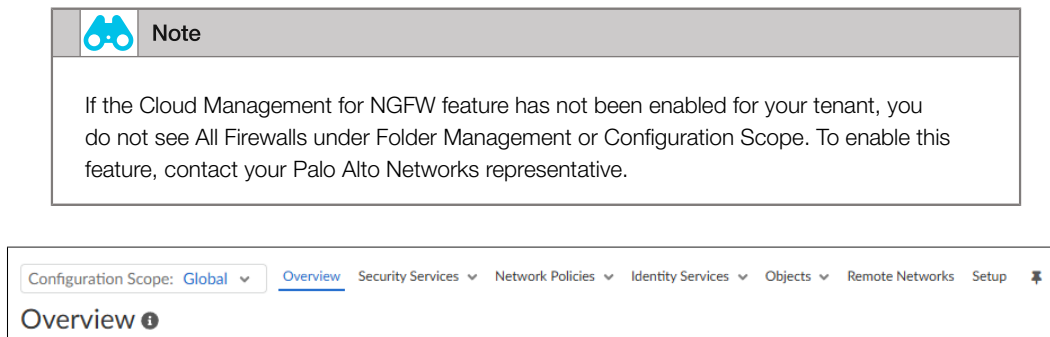 Note
If the Cloud Management for NGFW feature has not been enabled for your tenant, you
do not see All Firewalls under Folder Management or Configuration Scope. To enable this
feature, contact your Palo Alto Networks representative.
Configuration Scope: Global Overview Security Services Network Policies Identity Services Objects Remote Networks Setup
Overview